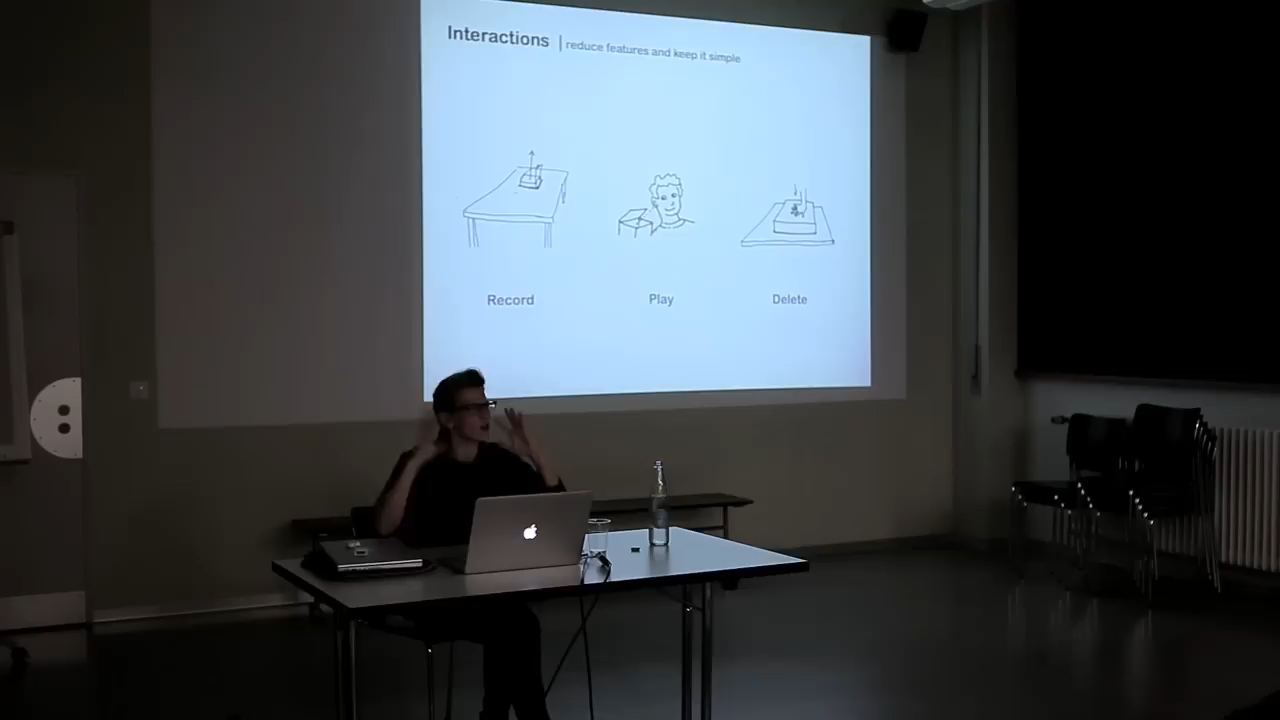 Interactions | reduce features and keep it simple
Record
Play
Delete